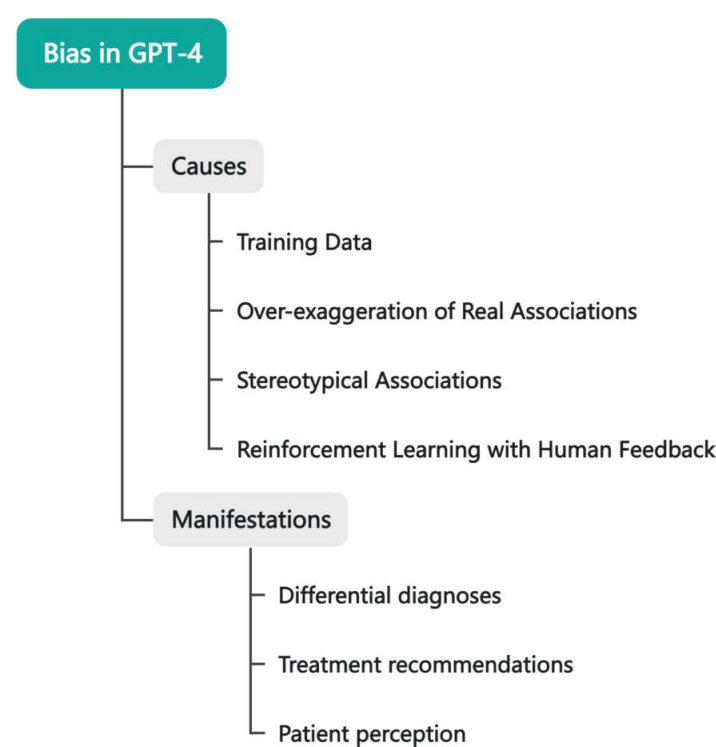 Bias in GPT-4
Causes
Training Data
Over-exaggeration of Real Associations
Stereotypical Associations
Reinforcement Learning with Human Feedback
Manifestations
Differential diagnoses
Treatment recommendations
Patient perception